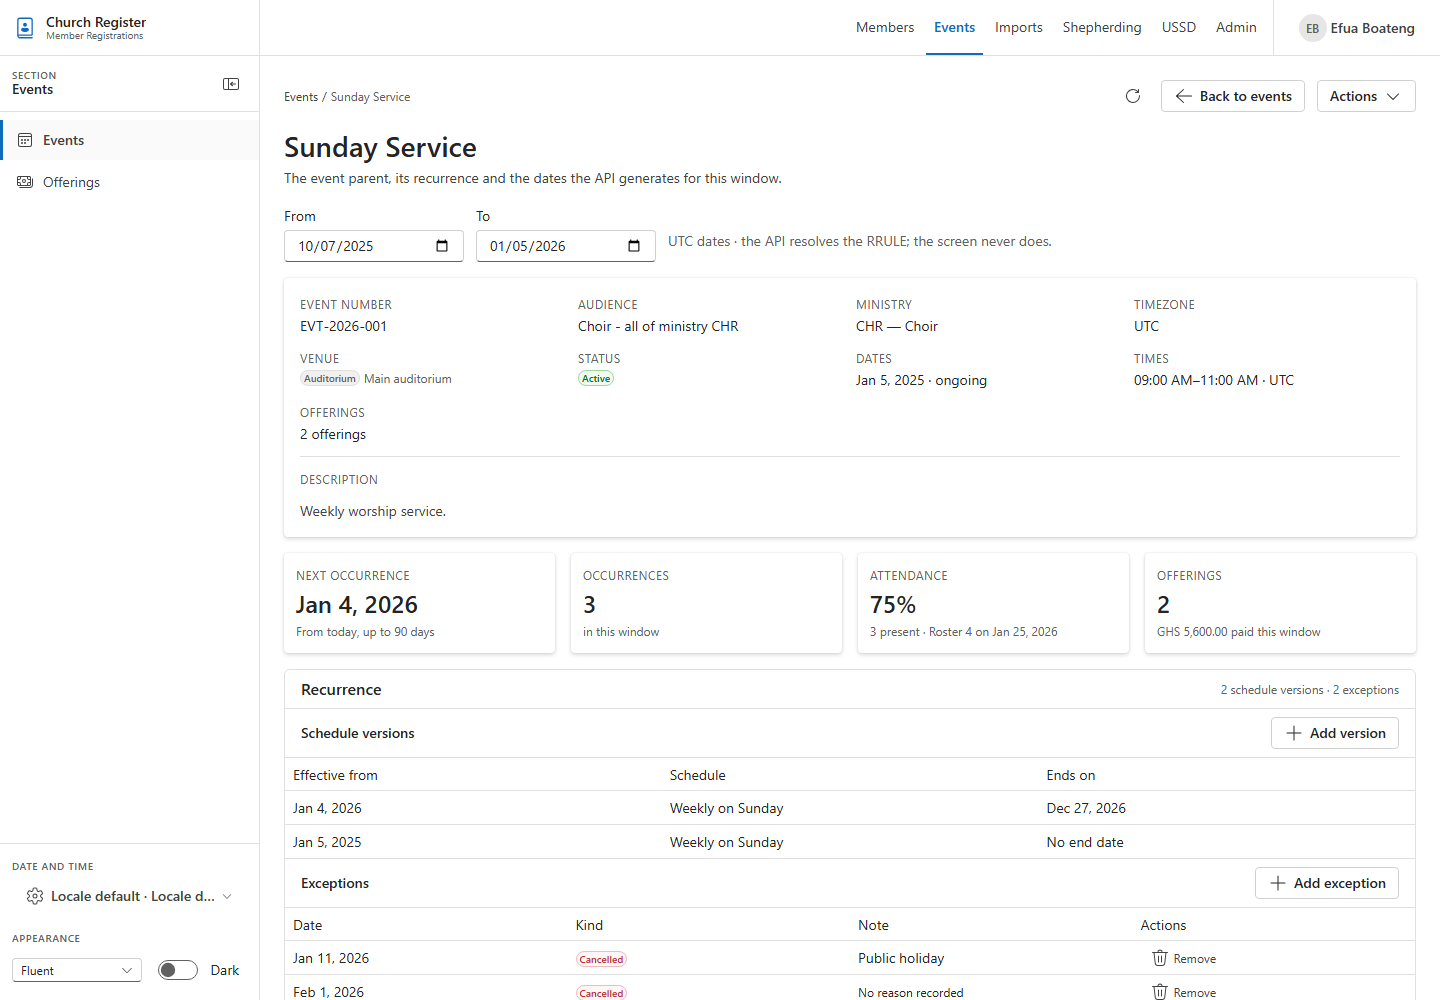 Church Register
Member Registrations
Members
Events
Imports
Shepherding
USSD
Admin
EB
Efua Boateng
SECTION
Events
Events
Offerings
DATE AND TIME
Locale default · Locale d...
APPEARANCE
Fluent
Dark
Events / Sunday Service
Back to events
Actions
Sunday Service
The event parent, its recurrence and the dates the API generates for this window.
From
To
10/07/2025
01/05/2026
UTC dates · the API resolves the RRULE; the screen never does.
EVENT NUMBER
EVT-2026-001
AUDIENCE
Choir - all of ministry CHR
MINISTRY
CHR — Choir
TIMEZONE
UTC
VENUE
Auditorium Main auditorium
STATUS
Active
DATES
Jan 5, 2025 · ongoing
TIMES
09:00 AM–11:00 AM · UTC
OFFERINGS
2 offerings
DESCRIPTION
Weekly worship service.
NEXT OCCURRENCE
Jan 4, 2026
From today, up to 90 days
OCCURRENCES
3
in this window
ATTENDANCE
75%
3 present · Roster 4 on Jan 25, 2026
OFFERINGS
2
GHS 5,600.00 paid this window
Recurrence
2 schedule versions · 2 exceptions
Schedule versions
Add version
Effective from Schedule Ends on
Jan 4, 2026 Weekly on Sunday Dec 27, 2026
Jan 5, 2025 Weekly on Sunday No end date
Exceptions
Add exception
Date Kind Note Actions
Jan 11, 2026 Cancelled Public holiday Remove
Feb 1, 2026 Cancelled No reason recorded Remove